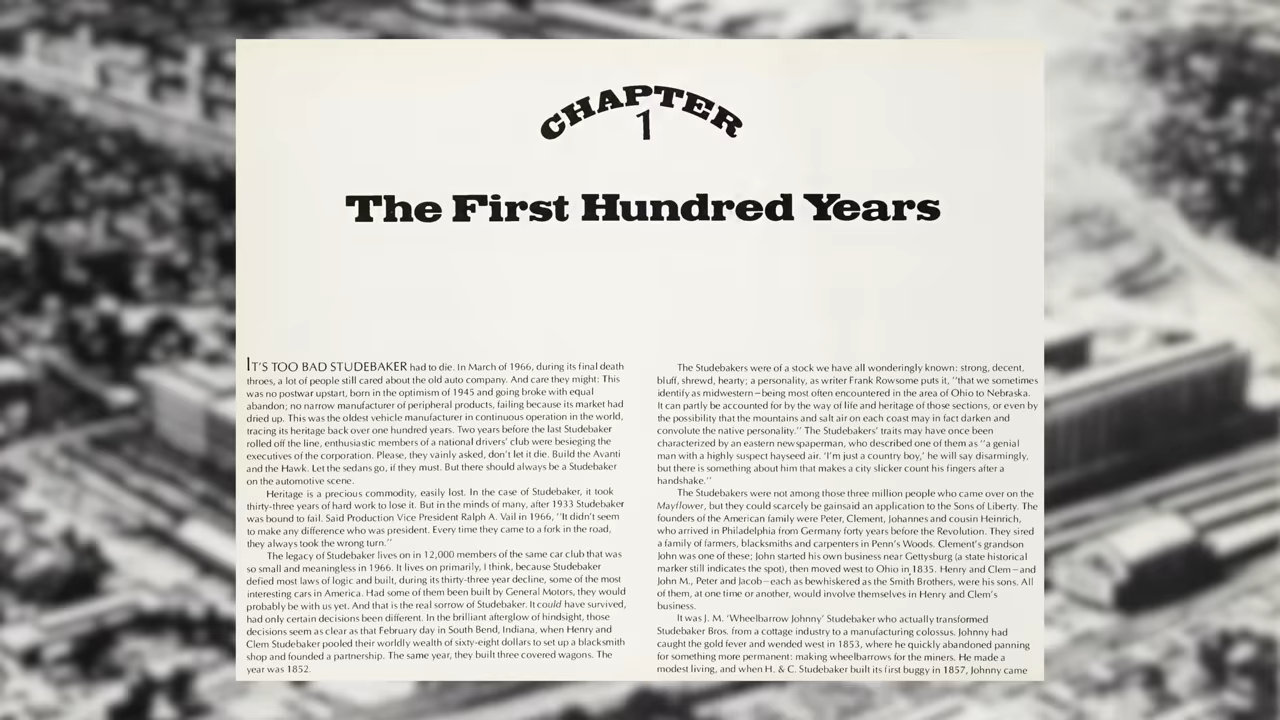 CHAPTER
1
The First Hundred Years
IT'S TOO BAD STUDEBAKER had to die. In March of 1966, during its final death
throes, a lot of people still cared about the old auto company. And care they might: This
was no postwar upstart, born in the optimism of 1945 and going broke with equal
abandon; no narrow manufacturer of peripheral products, failing because its market had
dried up. This was the oldest vehicle manufacturer in continuous operation in the world,
tracing its heritage back over one hundred years. Two years before the last Studebaker
rolled off the line, enthusiastic members of a national drivers' club were besieging the
executives of the corporation. Please, they vainly asked, don't let it die. Build the Avanti
and the Hawk. Let the sedans go, if they must. But there should always be a Studebaker
on the automotive scene.
Heritage is a precious commodity, easily lost. In the case of Studebaker, it took
thirty-three years of hard work to lose it. But in the minds of many, after 1933 Studebaker
was bound to fail. Said Production Vice President Ralph A. Vail in 1966, "It didn't seem
to make any difference who was president. Every time they came to a fork in the road,
they always took the wrong turn."
The legacy of Studebaker lives on in 12,000 members of the same car club that was
so small and meaningless in 1966. It lives on primarily, I think, because Studebaker
defied most laws of logic and built, during its thirty-three year decline, some of the most
interesting cars in America. Had some of them been built by General Motors, they would
probably be with us yet. And that is the real sorrow of Studebaker. It could have survived,
had only certain decisions been different. In the brilliant afterglow of hindsight, those
decisions seem as clear as that February day in South Bend, Indiana, when Henry and
Clem Studebaker pooled their worldly wealth of sixty-eight dollars to set up a blacksmith
shop and founded a partnership. The same year, they built three covered wagons. The
year was 1852.
The Studebakers were of a stock we have all wonderingly known: strong, decent,
bluff, shrewd, hearty; a personality, as writer Frank Rowsome puts it, "that we sometimes
identify as midwestern—being most often encountered in the area of Ohio to Nebraska.
It can partly be accounted for by the way of life and heritage of those sections, or even by
the possibility that the mountains and salt air on each coast may in fact darken and
convolute the native personality." The Studebakers' traits may have once been
characterized by an eastern newspaperman, who described one of them as "a genial
man with a highly suspect hayseed air. 'I'm just a country boy,' he will say disarmingly,
but there is something about him that makes a city slicker count his fingers after a
handshake."
The Studebakers were not among those three million people who came over on the
Mayflower, but they could scarcely be gainsaid an application to the Sons of Liberty. The
founders of the American family were Peter, Clement, Johannes and cousin Heinrich,
who arrived in Philadelphia from Germany forty years before the Revolution. They sired
a family of farmers, blacksmiths and carpenters in Penn's Woods. Clement's grandson
John was one of these; John started his own business near Gettysburg (a state historical
marker still indicates the spot), then moved west to Ohio in 1835. Henry and Clem—and
John M., Peter and Jacob—each as bewhiskered as the Smith Brothers, were his sons. All
of them, at one time or another, would involve themselves in Henry and Clem's
business.
It was J. M. 'Wheelbarrow Johnny' Studebaker who actually transformed
Studebaker Bros. from a cottage industry to a manufacturing colossus. Johnny had
caught the gold fever and wended west in 1853, where he quickly abandoned panning
for something more permanent: making wheelbarrows for the miners. He made a
modest living, and when H. & C. Studebaker built its first buggy in 1857, Johnny came